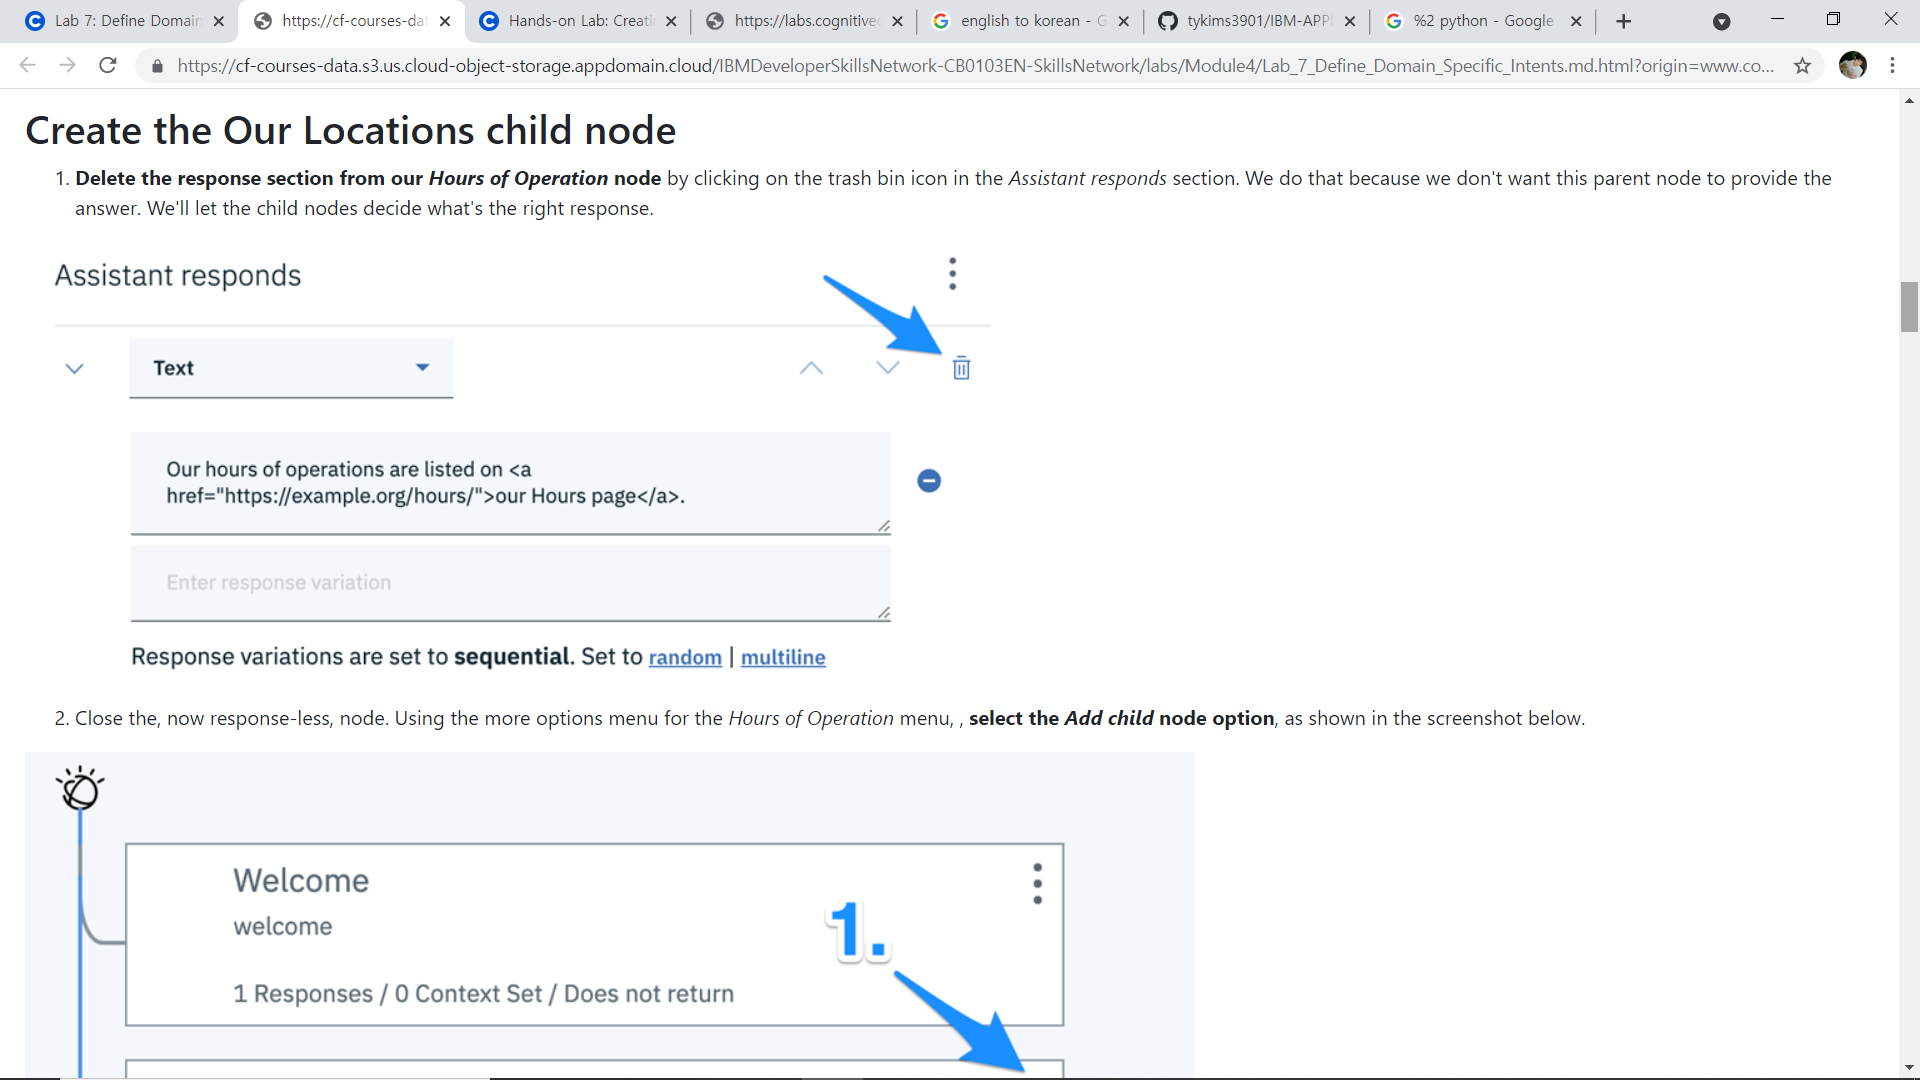 Lab 7: Define Domain
https://cf-courses-dat
Hands-on Lab: Creati
https://labs.cognitivec
english to korean - G
tykims3901/IBM-APPL
%2 python - Google
https://cf-courses-data.s3.us.cloud-object-storage.appdomain.cloud/IBMDeveloperSkillsNetwork-CB0103EN-SkillsNetwork/labs/Module4/Lab_7_Define_Domain_Specific_Intents.md.html?origin=www.co...
Create the Our Locations child node
1. Delete the response section from our Hours of Operation node by clicking on the trash bin icon in the Assistant responds section. We do that because we don't want this parent node to provide the
answer. We'll let the child nodes decide what's the right response.
Assistant responds
Text
Our hours of operations are listed on <a
href="https://example.org/hours/">our Hours page</a>.
Enter response variation
Response variations are set to sequential. Set to random | multiline
2. Close the, now response-less, node. Using the more options menu for the Hours of Operation menu, , select the Add child node option, as shown in the screenshot below.
Welcome
welcome
1.
1 Responses / 0 Context Set / Does not return